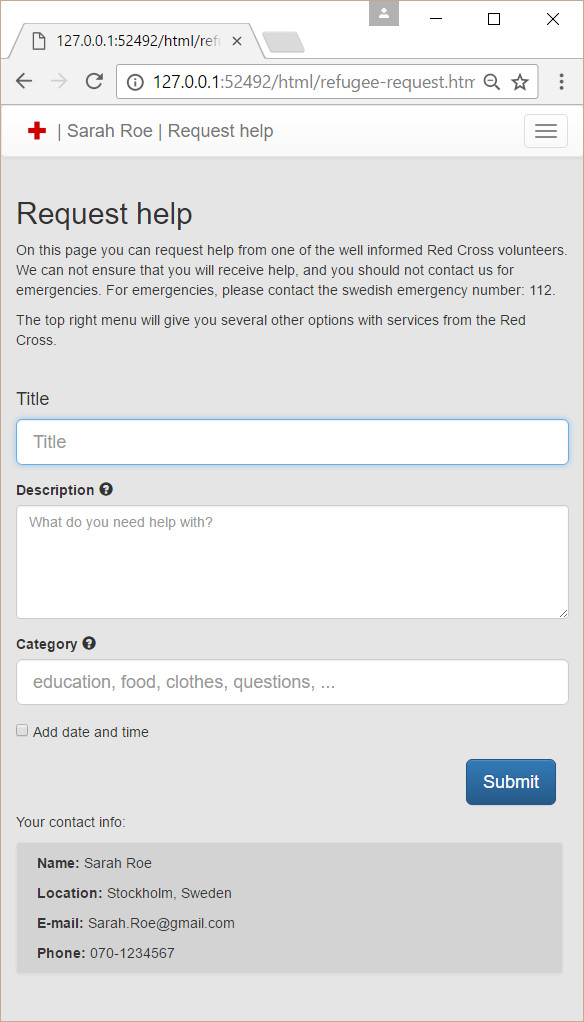 127.0.0.1:52492/html/ref
127.0.0.1:52492/html/refugee-request.htm
| Sarah Roe | Request help
Request help
On this page you can request help from one of the well informed Red Cross volunteers.
We can not ensure that you will receive help, and you should not contact us for
emergencies. For emergencies, please contact the swedish emergency number: 112.
The top right menu will give you several other options with services from the Red
Cross.
Title
Title
Description
What do you need help with?
Category
education, food, clothes, questions, ...
Add date and time
Submit
Your contact info:
Name: Sarah Roe
Location: Stockholm, Sweden
E-mail: Sarah.Roe@gmail.com
Phone: 070-1234567